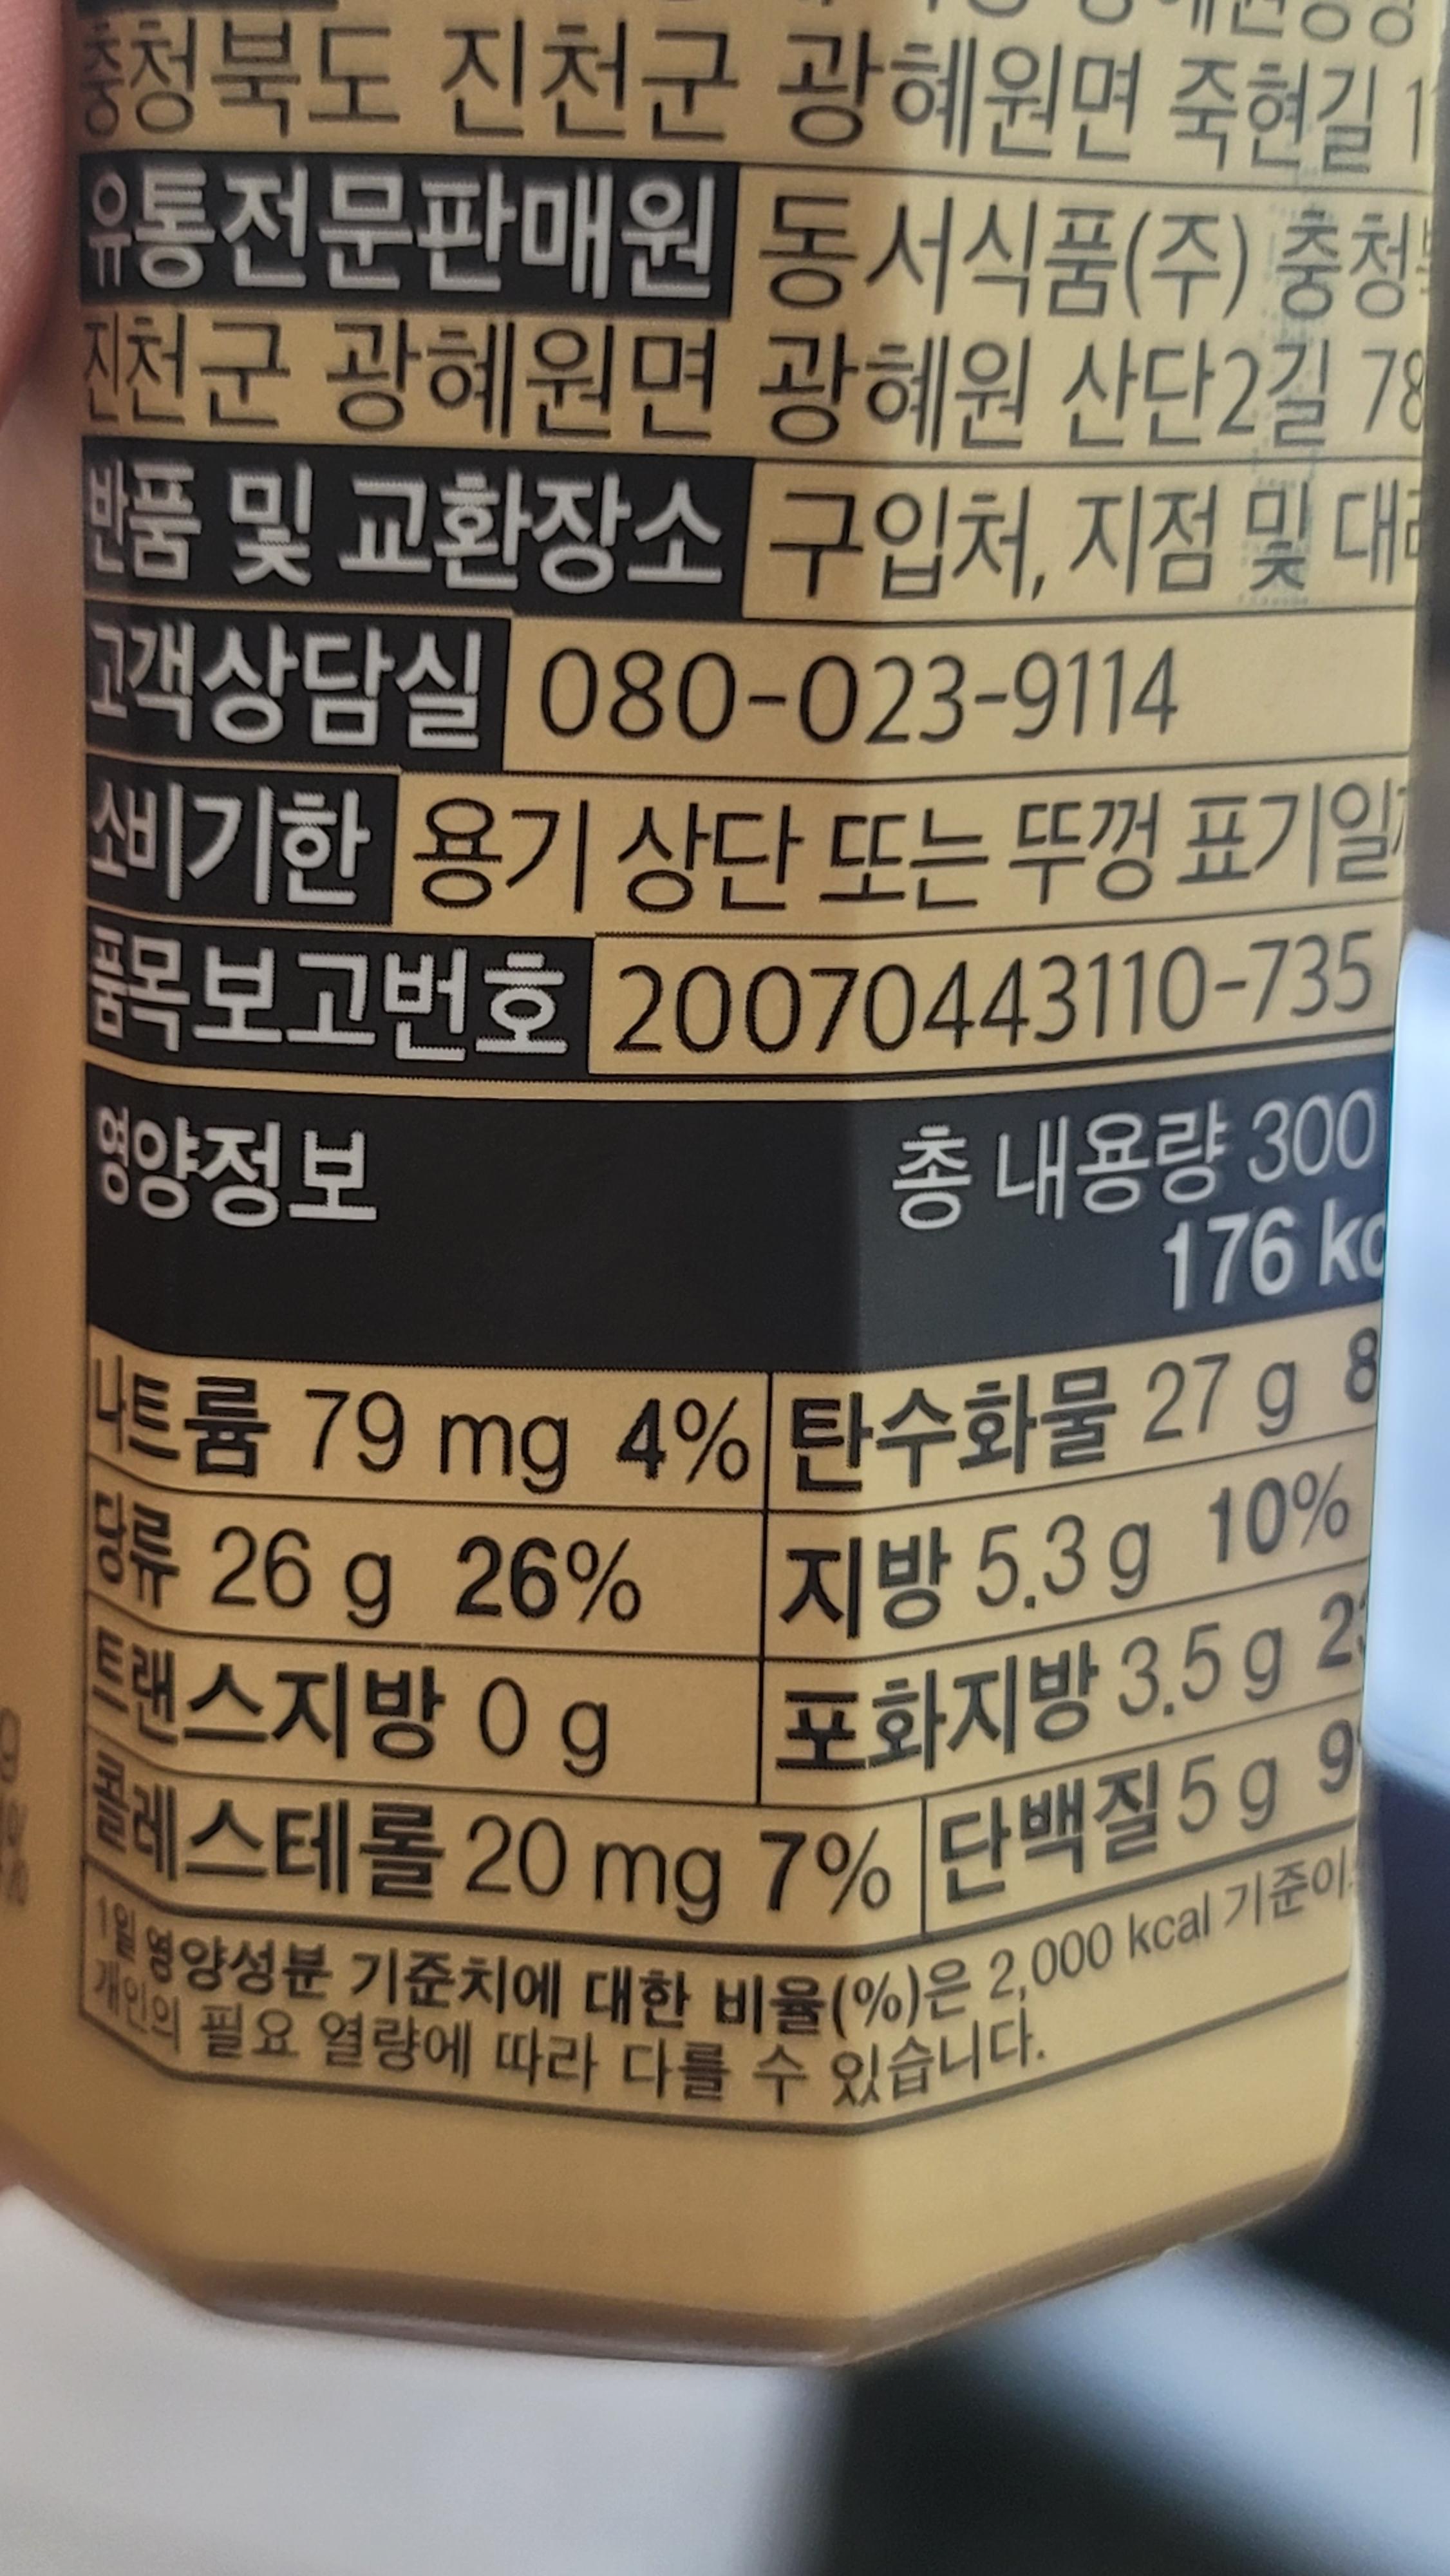 충청북도 진천군 광혜원면 죽현길
유통전문판매원 동서식품(주)
진천군 광혜원면 광혜원 산단2길 78
반품 및 교환장소 구입처, 지점 및
고객상담실 080-023-9114
소비기한 용기 상단 또는 뚜껑 표기일
품목보고번호 20070443110-735
영양정보 총 내용량 300
176
나트륨 79 mg 4% 탄수화물 27 g 8
당류 26 g 26% 지방 5.3 g 10%
트랜스지방 0 g 포화지방 3.5 g
콜레스테롤 20 mg 7% 단백질 5 g 9
1일 영양성분 기준치에 대한 비율(%)은 2,000 kcal
개인의 필요 열량에 따라 다를 수 있습니다.